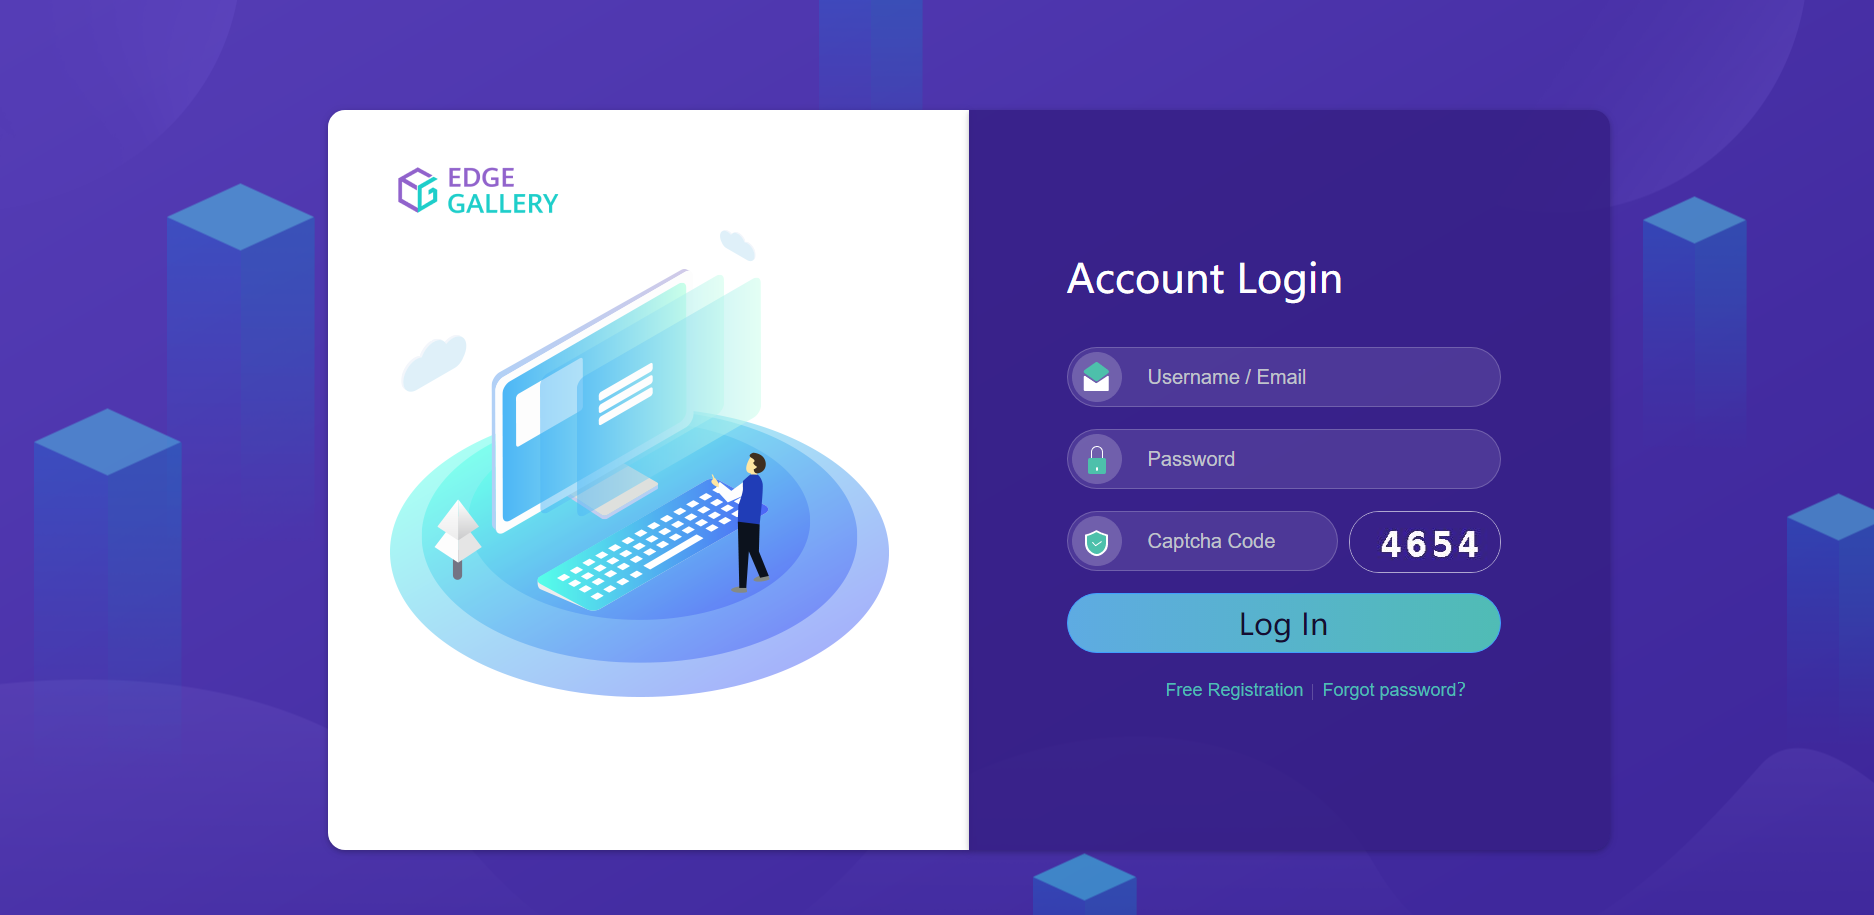 EDGE
GALLERY
Account Login
Username / Email
Password
Captcha Code
4654
Log In
Free Registration | Forgot password?